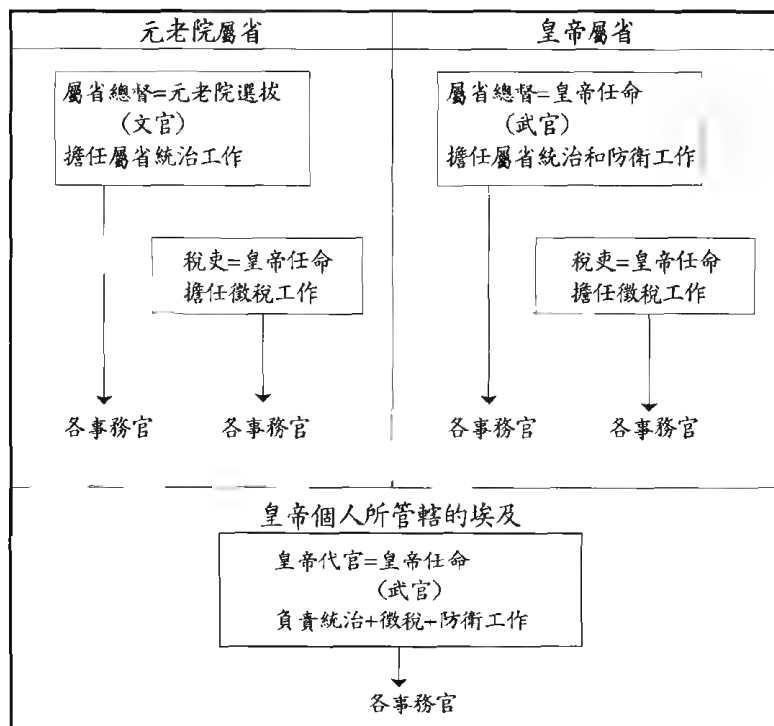 元老院屬省
屬省總督=元老院選拔
(文官)
擔任屬省統治工作
稅吏=皇帝任命
擔任徵稅工作
各事務官
各事務官
皇帝屬省
屬省總督=皇帝任命
(武官)
擔任屬省統治和防衛工作
稅吏=皇帝任命
擔任徵稅工作
各事務官
各事務官
皇帝個人所管轄的埃及
皇帝代官=皇帝任命
(武官)
負責統治+徵稅+防衛工作
各事務官